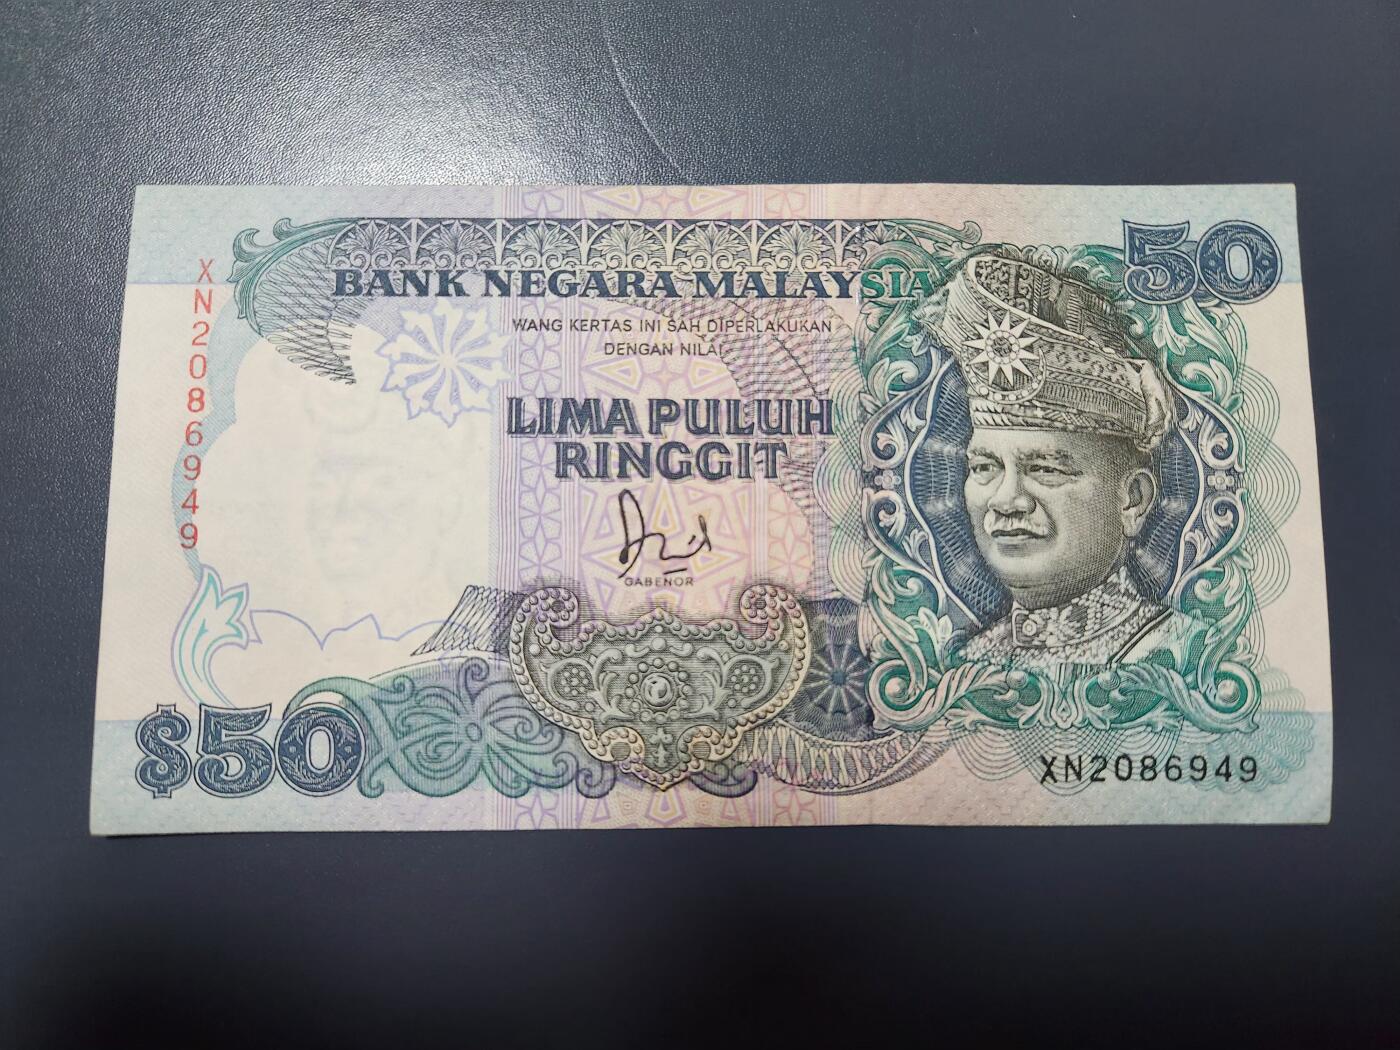 50
BANK NEGARA MALAYSIA
XN2086949
WANG KERTAS INI SAH DIPERLAKUKAN
DENGAN NILAI
LIMA PULUH
RINGGIT
GABENOR
$50
XN2086949